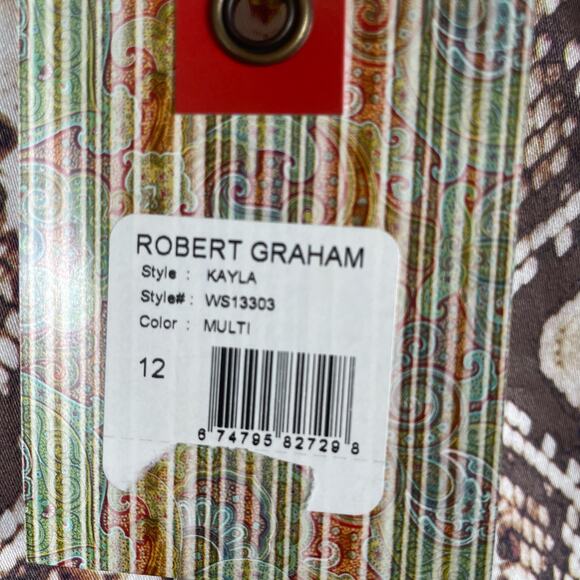 ROBERT GRAHAM
Style : KAYLA
Style# : WS13303
Color : MULTI
12
6 74795 82729 8